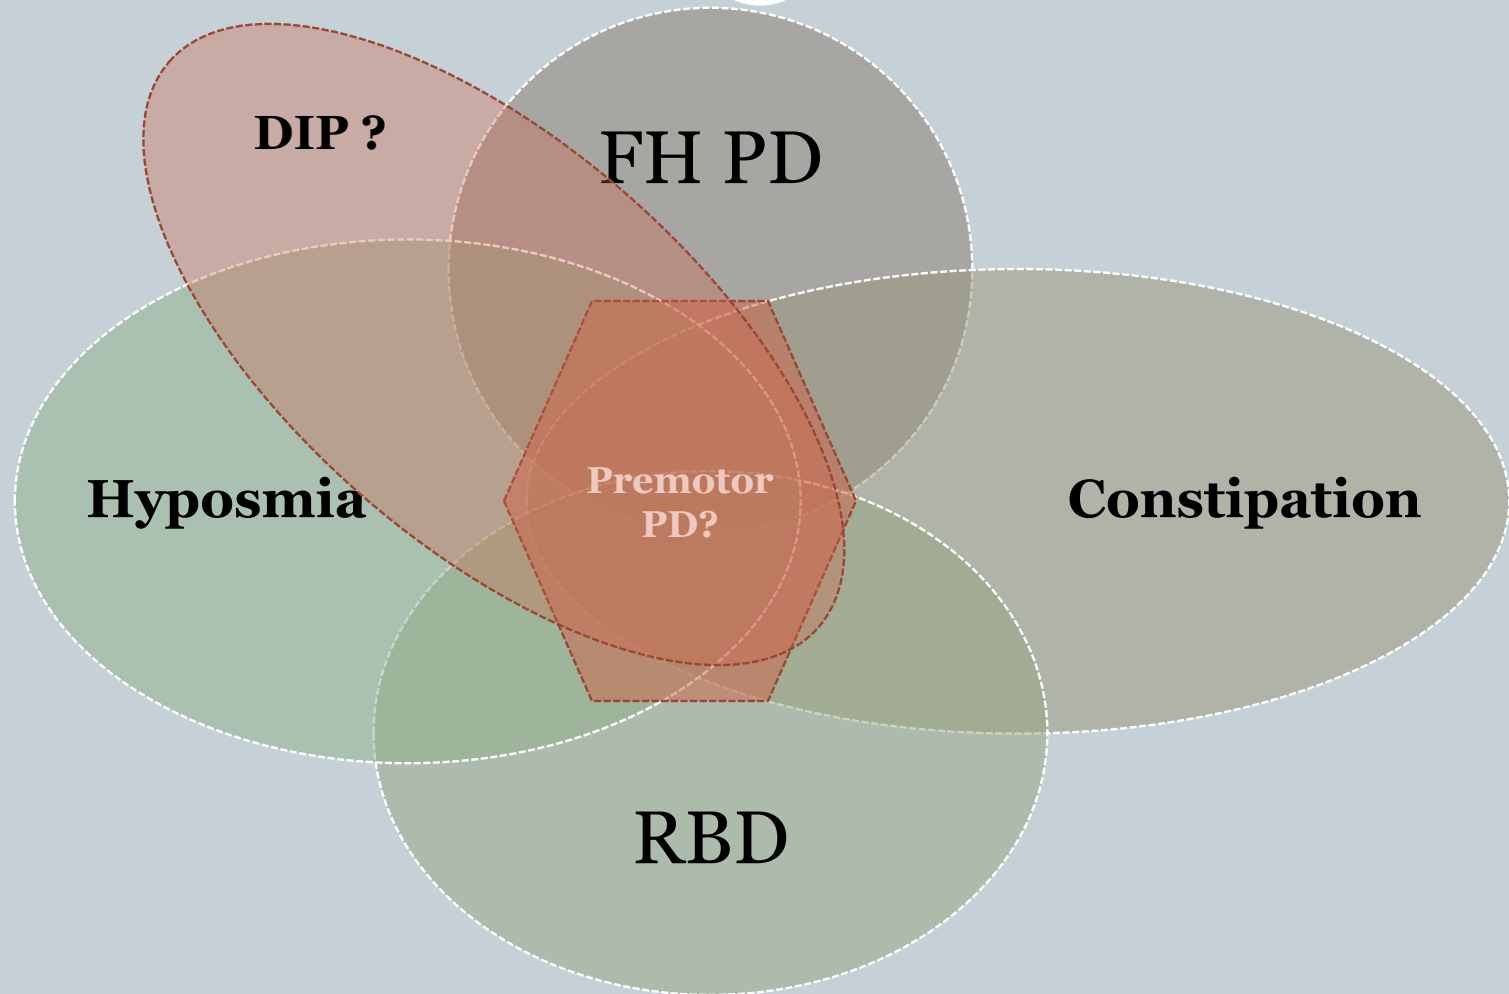 DIP ?
FH PD
Hyposmia
Premotor
PD?
Constipation
RBD